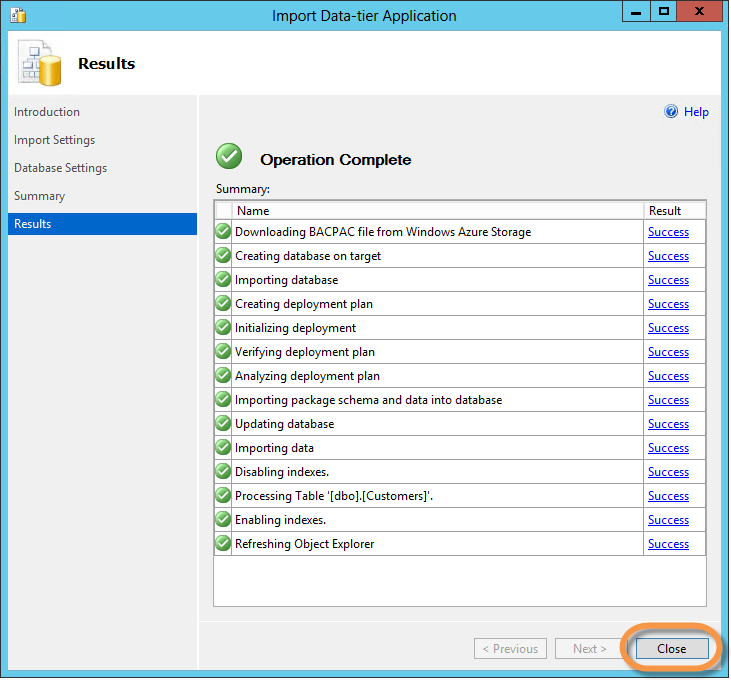 Import Data-tier Application
Results
Introduction
Import Settings
Database Settings
Summary
Results
Help
Operation Complete
Summary:
Name Result
Downloading BACPAC file from Windows Azure Storage Success
Creating database on target Success
Importing database Success
Creating deployment plan Success
Initializing deployment Success
Verifying deployment plan Success
Analyzing deployment plan Success
Importing package schema and data into database Success
Updating database Success
Importing data Success
Disabling indexes. Success
Processing Table '[dbo].[Customers]'. Success
Enabling indexes. Success
Refreshing Object Explorer Success
< Previous Next > Close